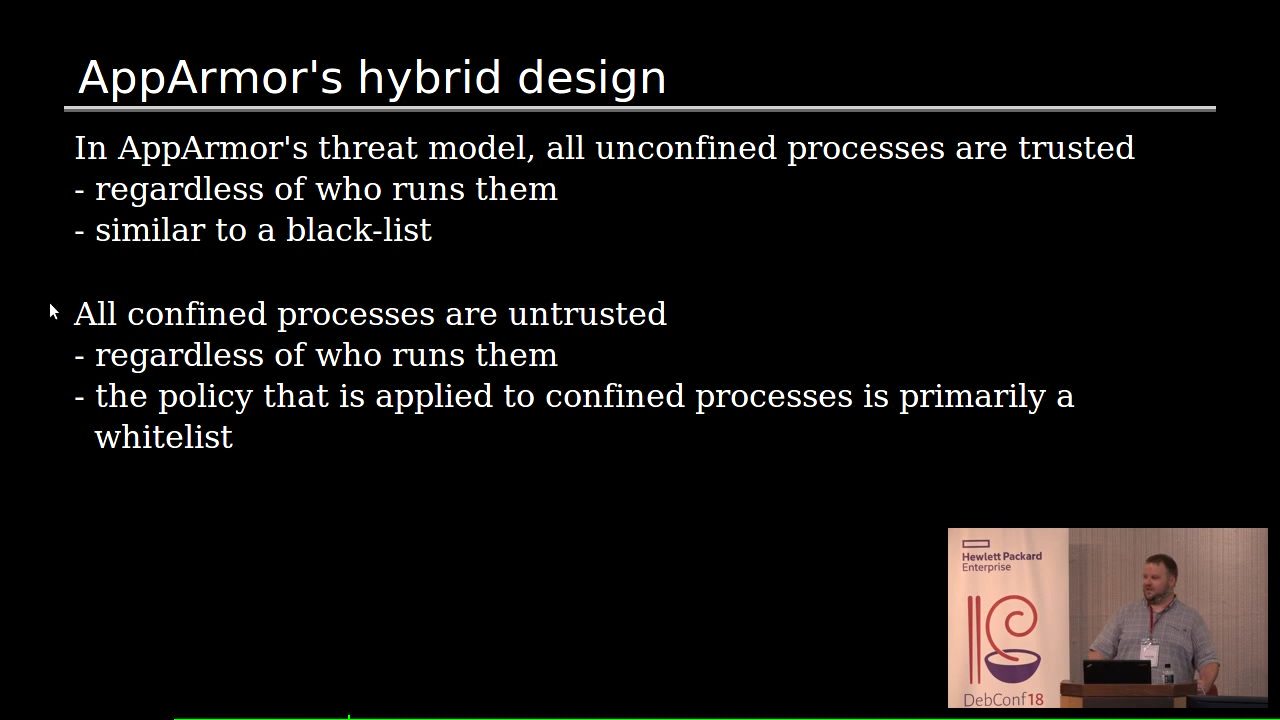 AppArmor's hybrid design
In AppArmor's threat model, all unconfined processes are trusted
- regardless of who runs them
- similar to a black-list
All confined processes are untrusted
- regardless of who runs them
- the policy that is applied to confined processes is primarily a
whitelist
Hewlett Packard
Enterprise
DebConf18